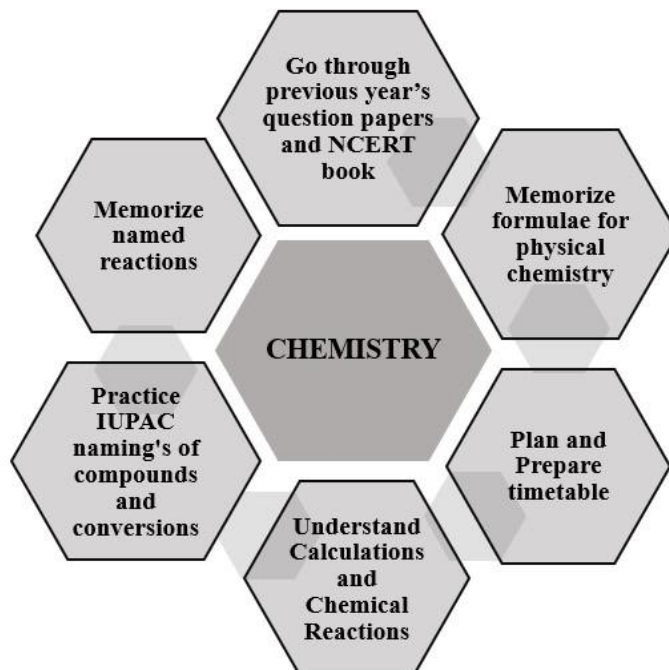 Go through
previous year’s
question papers
and NCERT
book
Memorize
formulae for
physical
chemistry
Plan and
Prepare
timetable
Understand
Calculations
and
Chemical
Reactions
Practice
IUPAC
naming's of
compounds
and
conversions
Memorize
named
reactions
CHEMISTRY